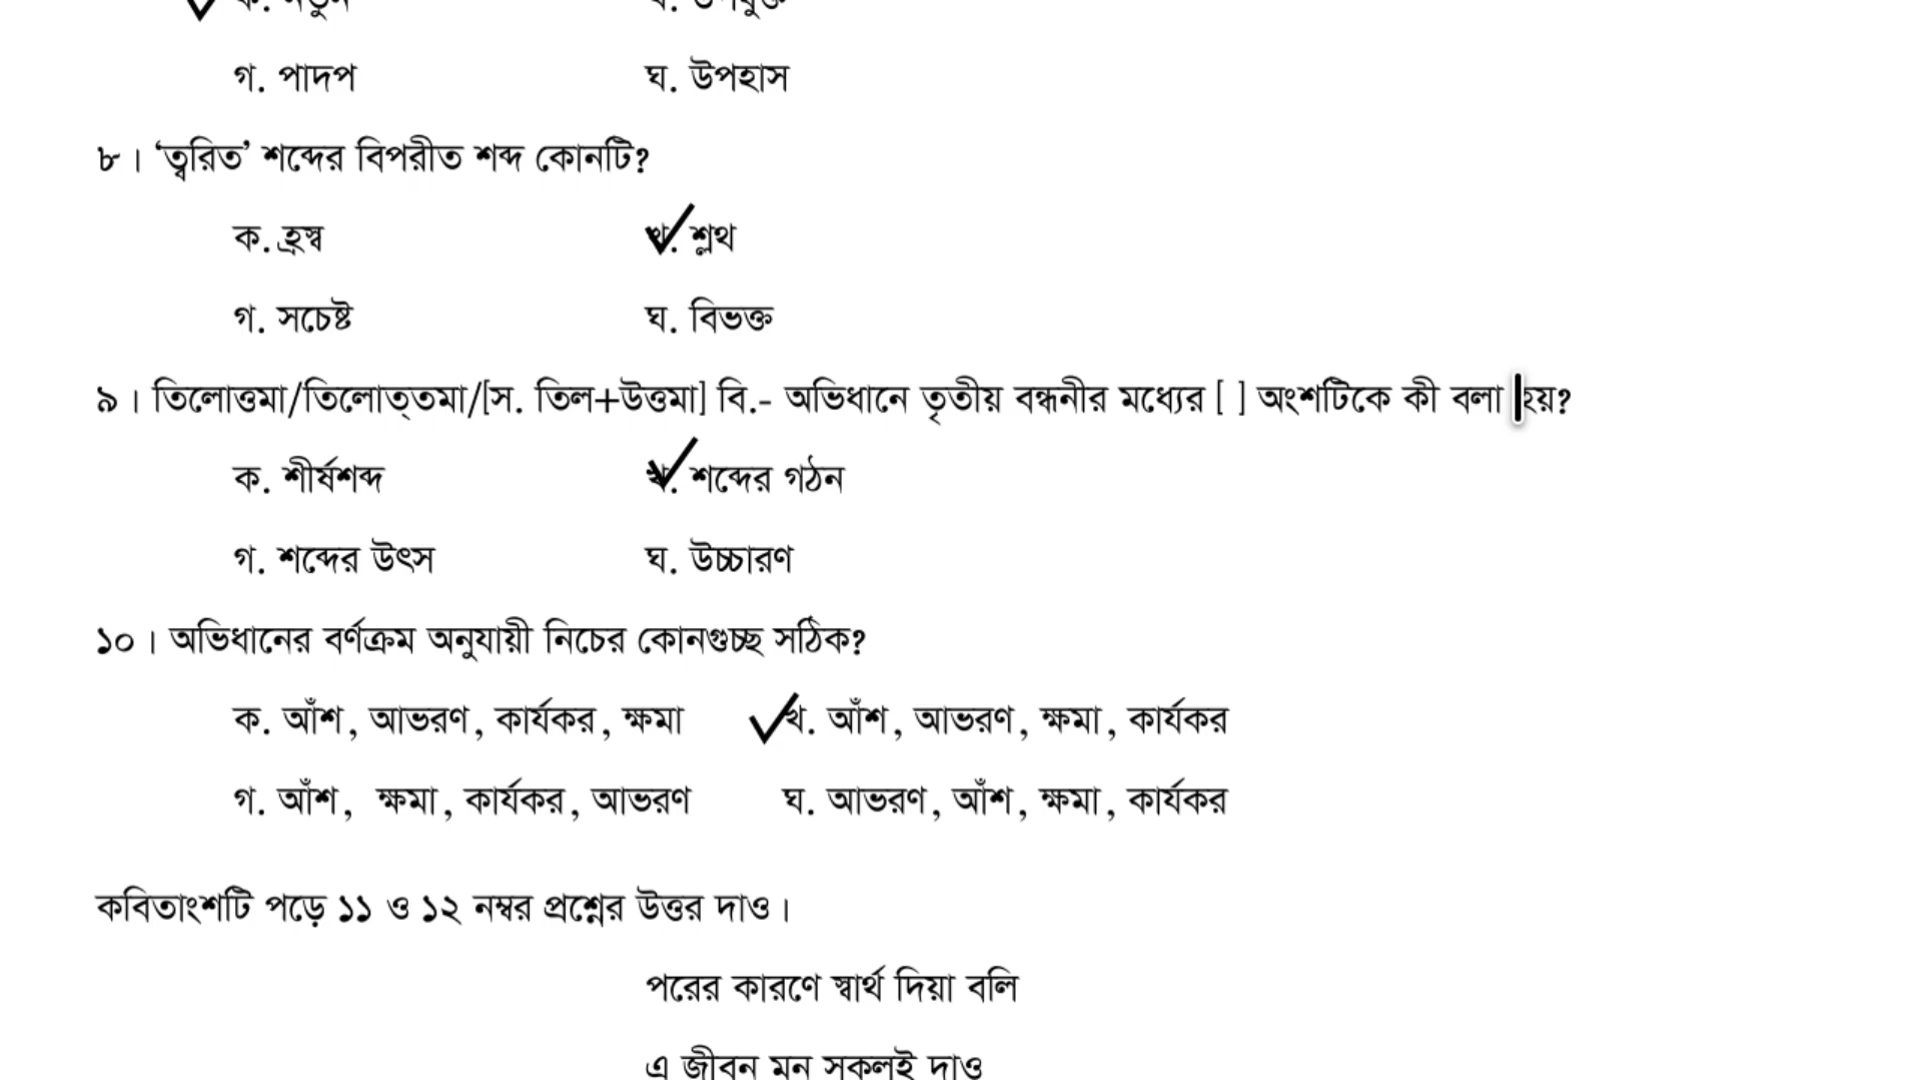 ক. নতুন খ. উপযুক্ত
গ. পাদপ ঘ. উপহাস
৮। ‘ত্বরিত’ শব্দের বিপরীত শব্দ কোনটি?
ক. হ্রস্ব খ. শ্লথ
গ. সচেষ্ট ঘ. বিভক্ত
৯। তিলোত্তমা/তিলোত্‌তমা/[স. তিল+উত্তমা] বি.- অভিধানে তৃতীয় বন্ধনীর মধ্যের [ ] অংশটিকে কী বলা হয়?
ক. শীর্ষশব্দ খ. শব্দের গঠন
গ. শব্দের উৎস ঘ. উচ্চারণ
১০। অভিধানের বর্ণক্রম অনুযায়ী নিচের কোনগুচ্ছ সঠিক?
ক. আঁশ, আভরণ, কার্যকর, ক্ষমা খ. আঁশ, আভরণ, ক্ষমা, কার্যকর
গ. আঁশ, ক্ষমা, কার্যকর, আভরণ ঘ. আভরণ, আঁশ, ক্ষমা, কার্যকর
কবিতাংশটি পড়ে ১১ ও ১২ নম্বর প্রশ্নের উত্তর দাও।
পরের কারণে স্বার্থ দিয়া বলি
এ জীবন মন সকলই দাও